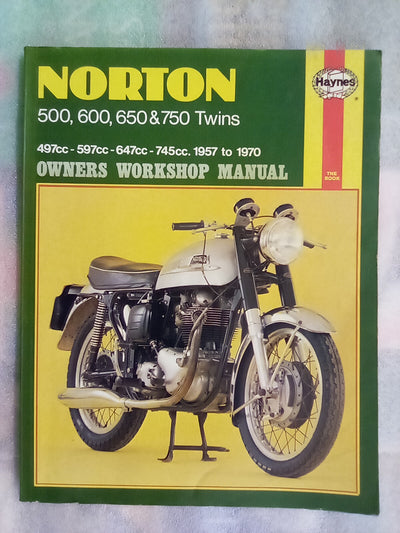 NORTON
Haynes
500, 600, 650 & 750 Twins
497cc - 597cc - 647cc - 745cc. 1957 to 1970
OWNERS WORKSHOP MANUAL
THE
BOOK